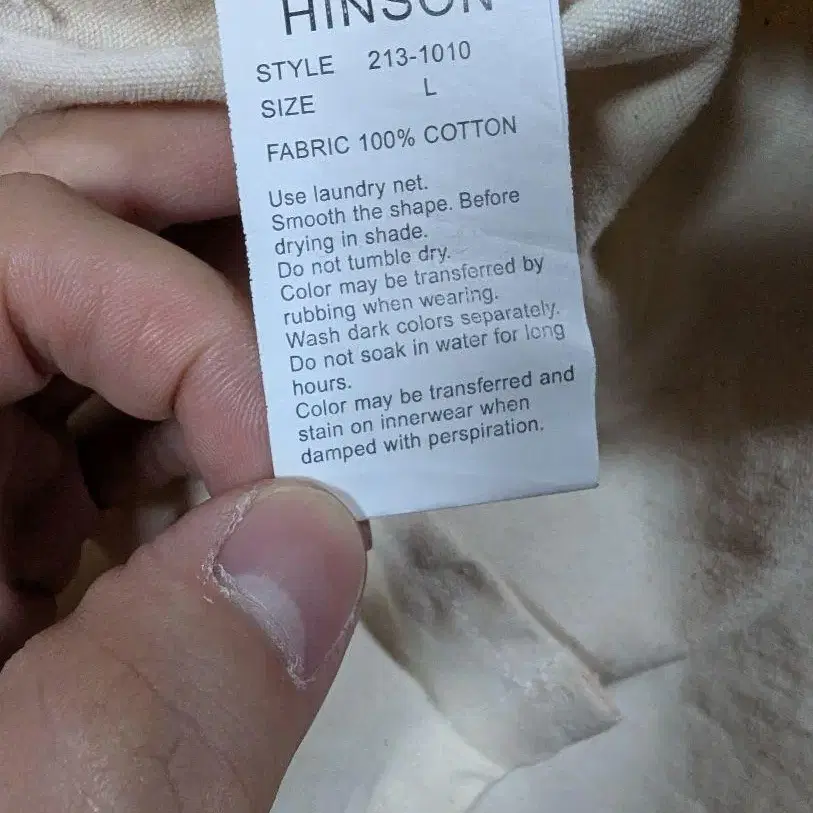 HINSON
STYLE 213-1010
SIZE L
FABRIC 100% COTTON
Use laundry net.
Smooth the shape. Before
drying in shade.
Do not tumble dry.
Color may be transferred by
rubbing when wearing.
Wash dark colors separately.
Do not soak in water for long
hours.
Color may be transferred and
stain on innerwear when
damped with perspiration.